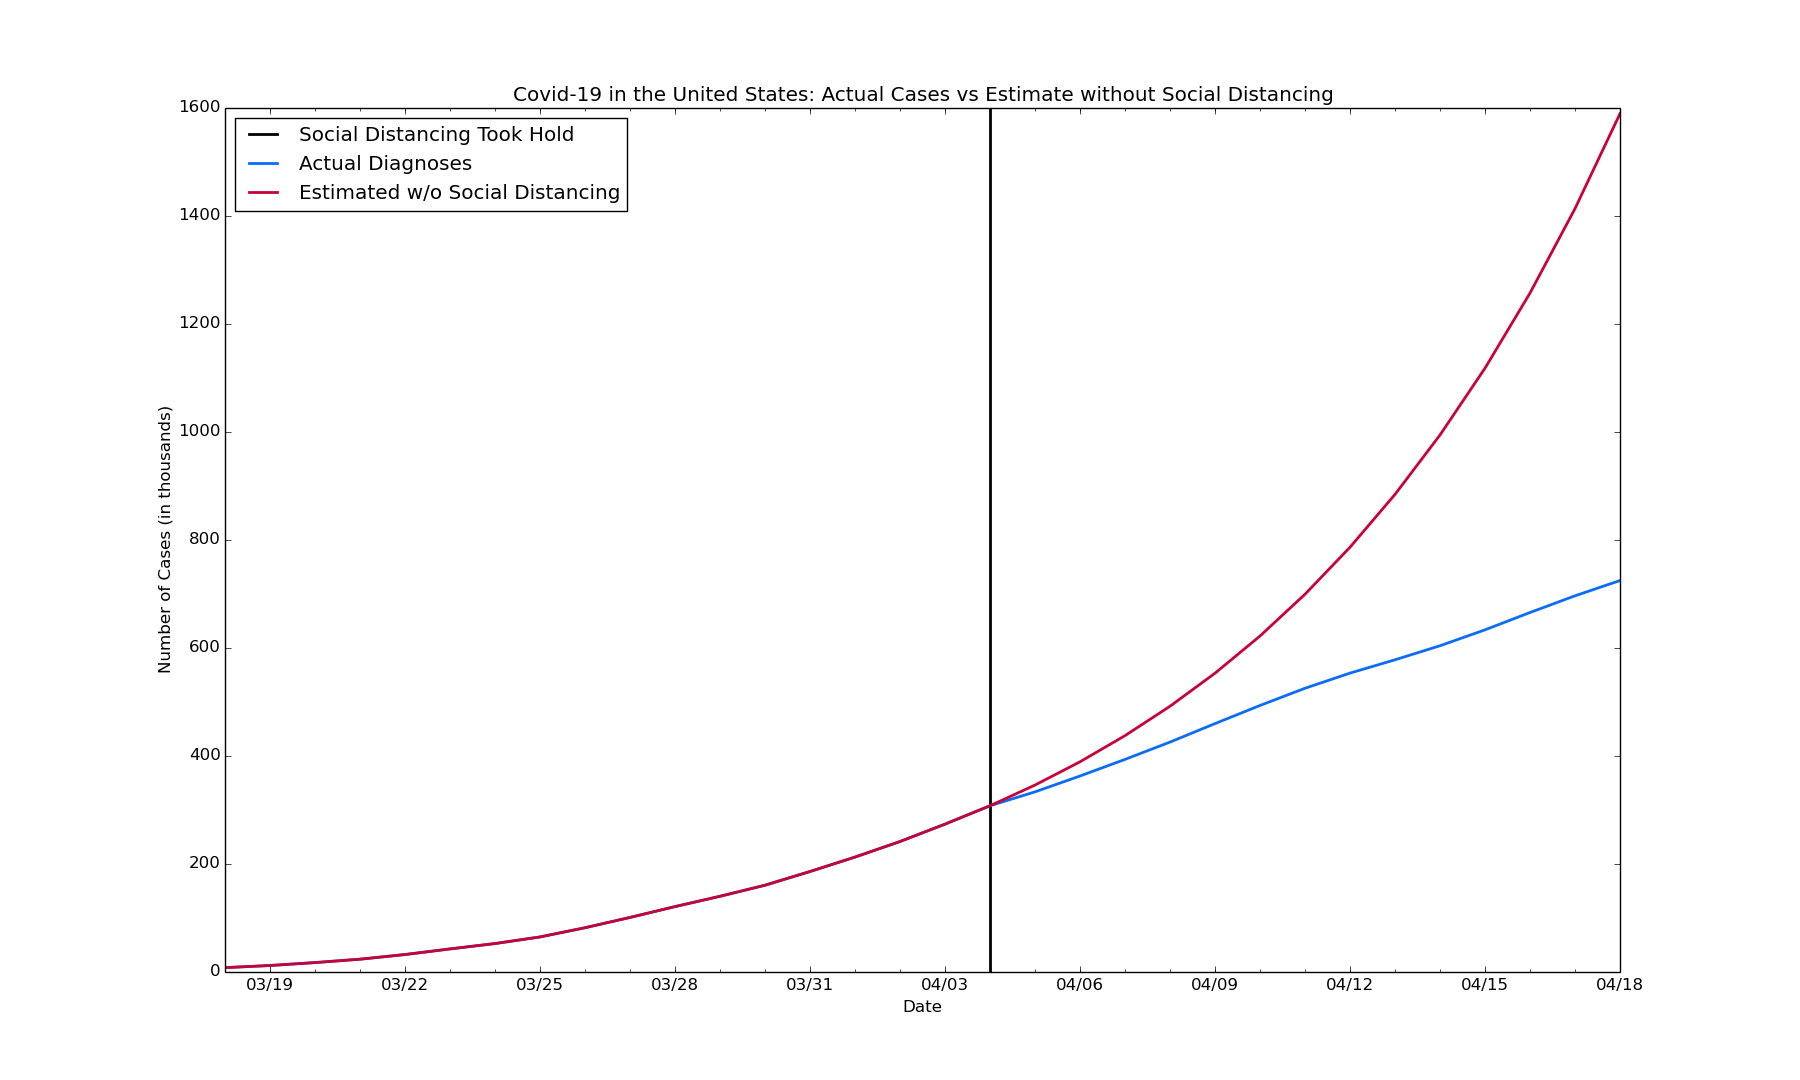 Covid-19 in the United States: Actual Cases vs Estimate without Social Distancing
Social Distancing Took Hold
Actual Diagnoses
Estimated w/o Social Distancing
1600
1400
1200
1000
800
600
400
200
0
Number of Cases (in thousands)
03/19 03/22 03/25 03/28 03/31 04/03 04/06 04/09 04/12 04/15 04/18
Date